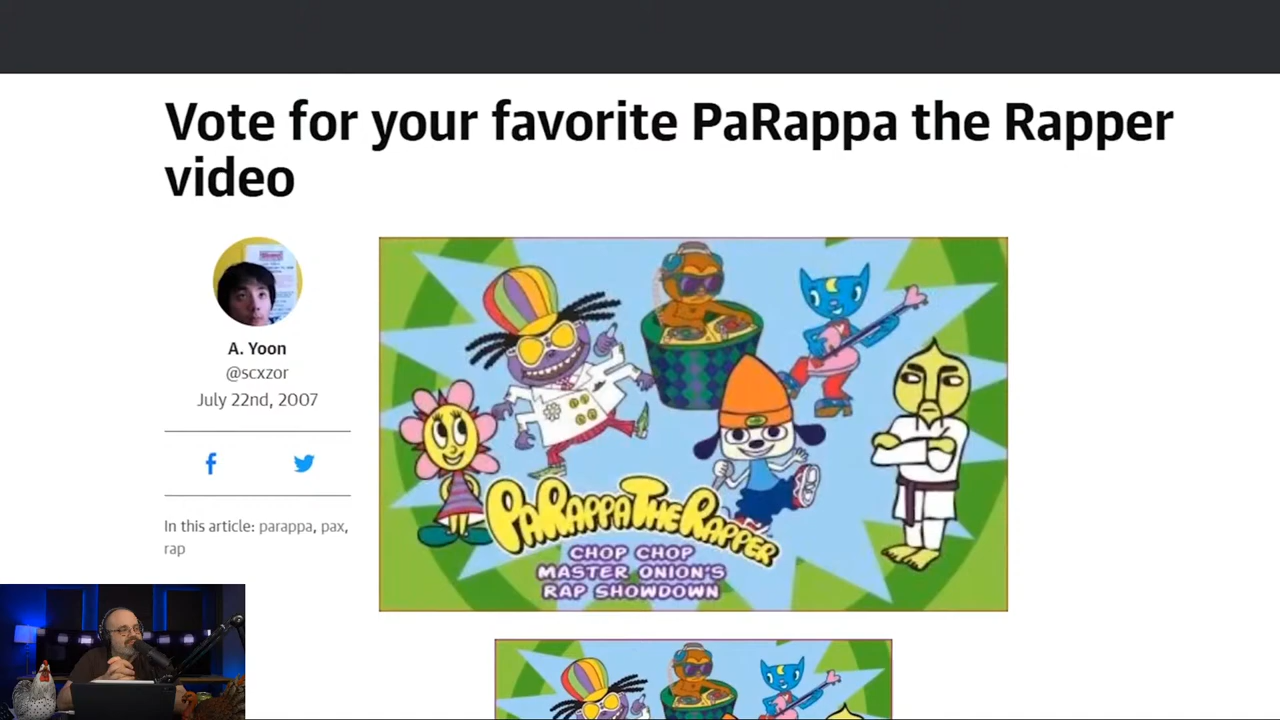 Vote for your favorite PaRappa the Rapper
video
A. Yoon
@scxzor
July 22nd, 2007
In this article: parappa, pax,
rap
PARAPPA THE RAPPER
CHOP CHOP
MASTER ONION'S
RAP SHOWDOWN